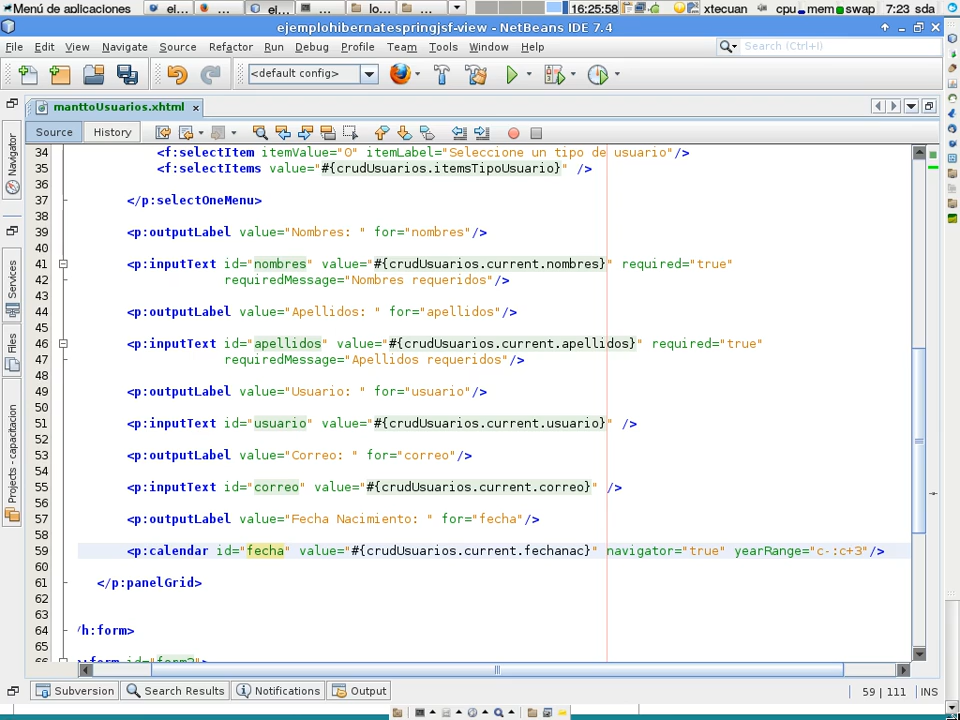 Menú de aplicaciones el... ... el... lo... ... 16:25:58 xtecuan cpu mem swap 7:23 sda
ejemplohibernatespringjsf-view - NetBeans IDE 7.4
File Edit View Navigate Source Refactor Run Debug Profile Team Tools Window Help Search (Ctrl+I)
<default config>
manttoUsuarios.xhtml
Source History
Navigator
Services
Files
Projects - capacitacion
34 <f:selectItem itemValue="0" itemLabel="Seleccione un tipo de usuario"/>
35 <f:selectItems value="#{crudUsuarios.itemsTipoUsuario}" />
36
37 </p:selectOneMenu>
38
39 <p:outputLabel value="Nombres: " for="nombres"/>
40
41 <p:inputText id="nombres" value="#{crudUsuarios.current.nombres}" required="true"
42 requiredMessage="Nombres requeridos"/>
43
44 <p:outputLabel value="Apellidos: " for="apellidos"/>
45
46 <p:inputText id="apellidos" value="#{crudUsuarios.current.apellidos}" required="true"
47 requiredMessage="Apellidos requeridos"/>
48
49 <p:outputLabel value="Usuario: " for="usuario"/>
50
51 <p:inputText id="usuario" value="#{crudUsuarios.current.usuario}" />
52
53 <p:outputLabel value="Correo: " for="correo"/>
54
55 <p:inputText id="correo" value="#{crudUsuarios.current.correo}" />
56
57 <p:outputLabel value="Fecha Nacimiento: " for="fecha"/>
58
59 <p:calendar id="fecha" value="#{crudUsuarios.current.fechanac}" navigator="true" yearRange="c-:c+3"/>
60
61 </p:panelGrid>
62
63
64 /h:form>
65
66 :form id="form2">
Subversion Search Results Notifications Output 59 | 111 INS